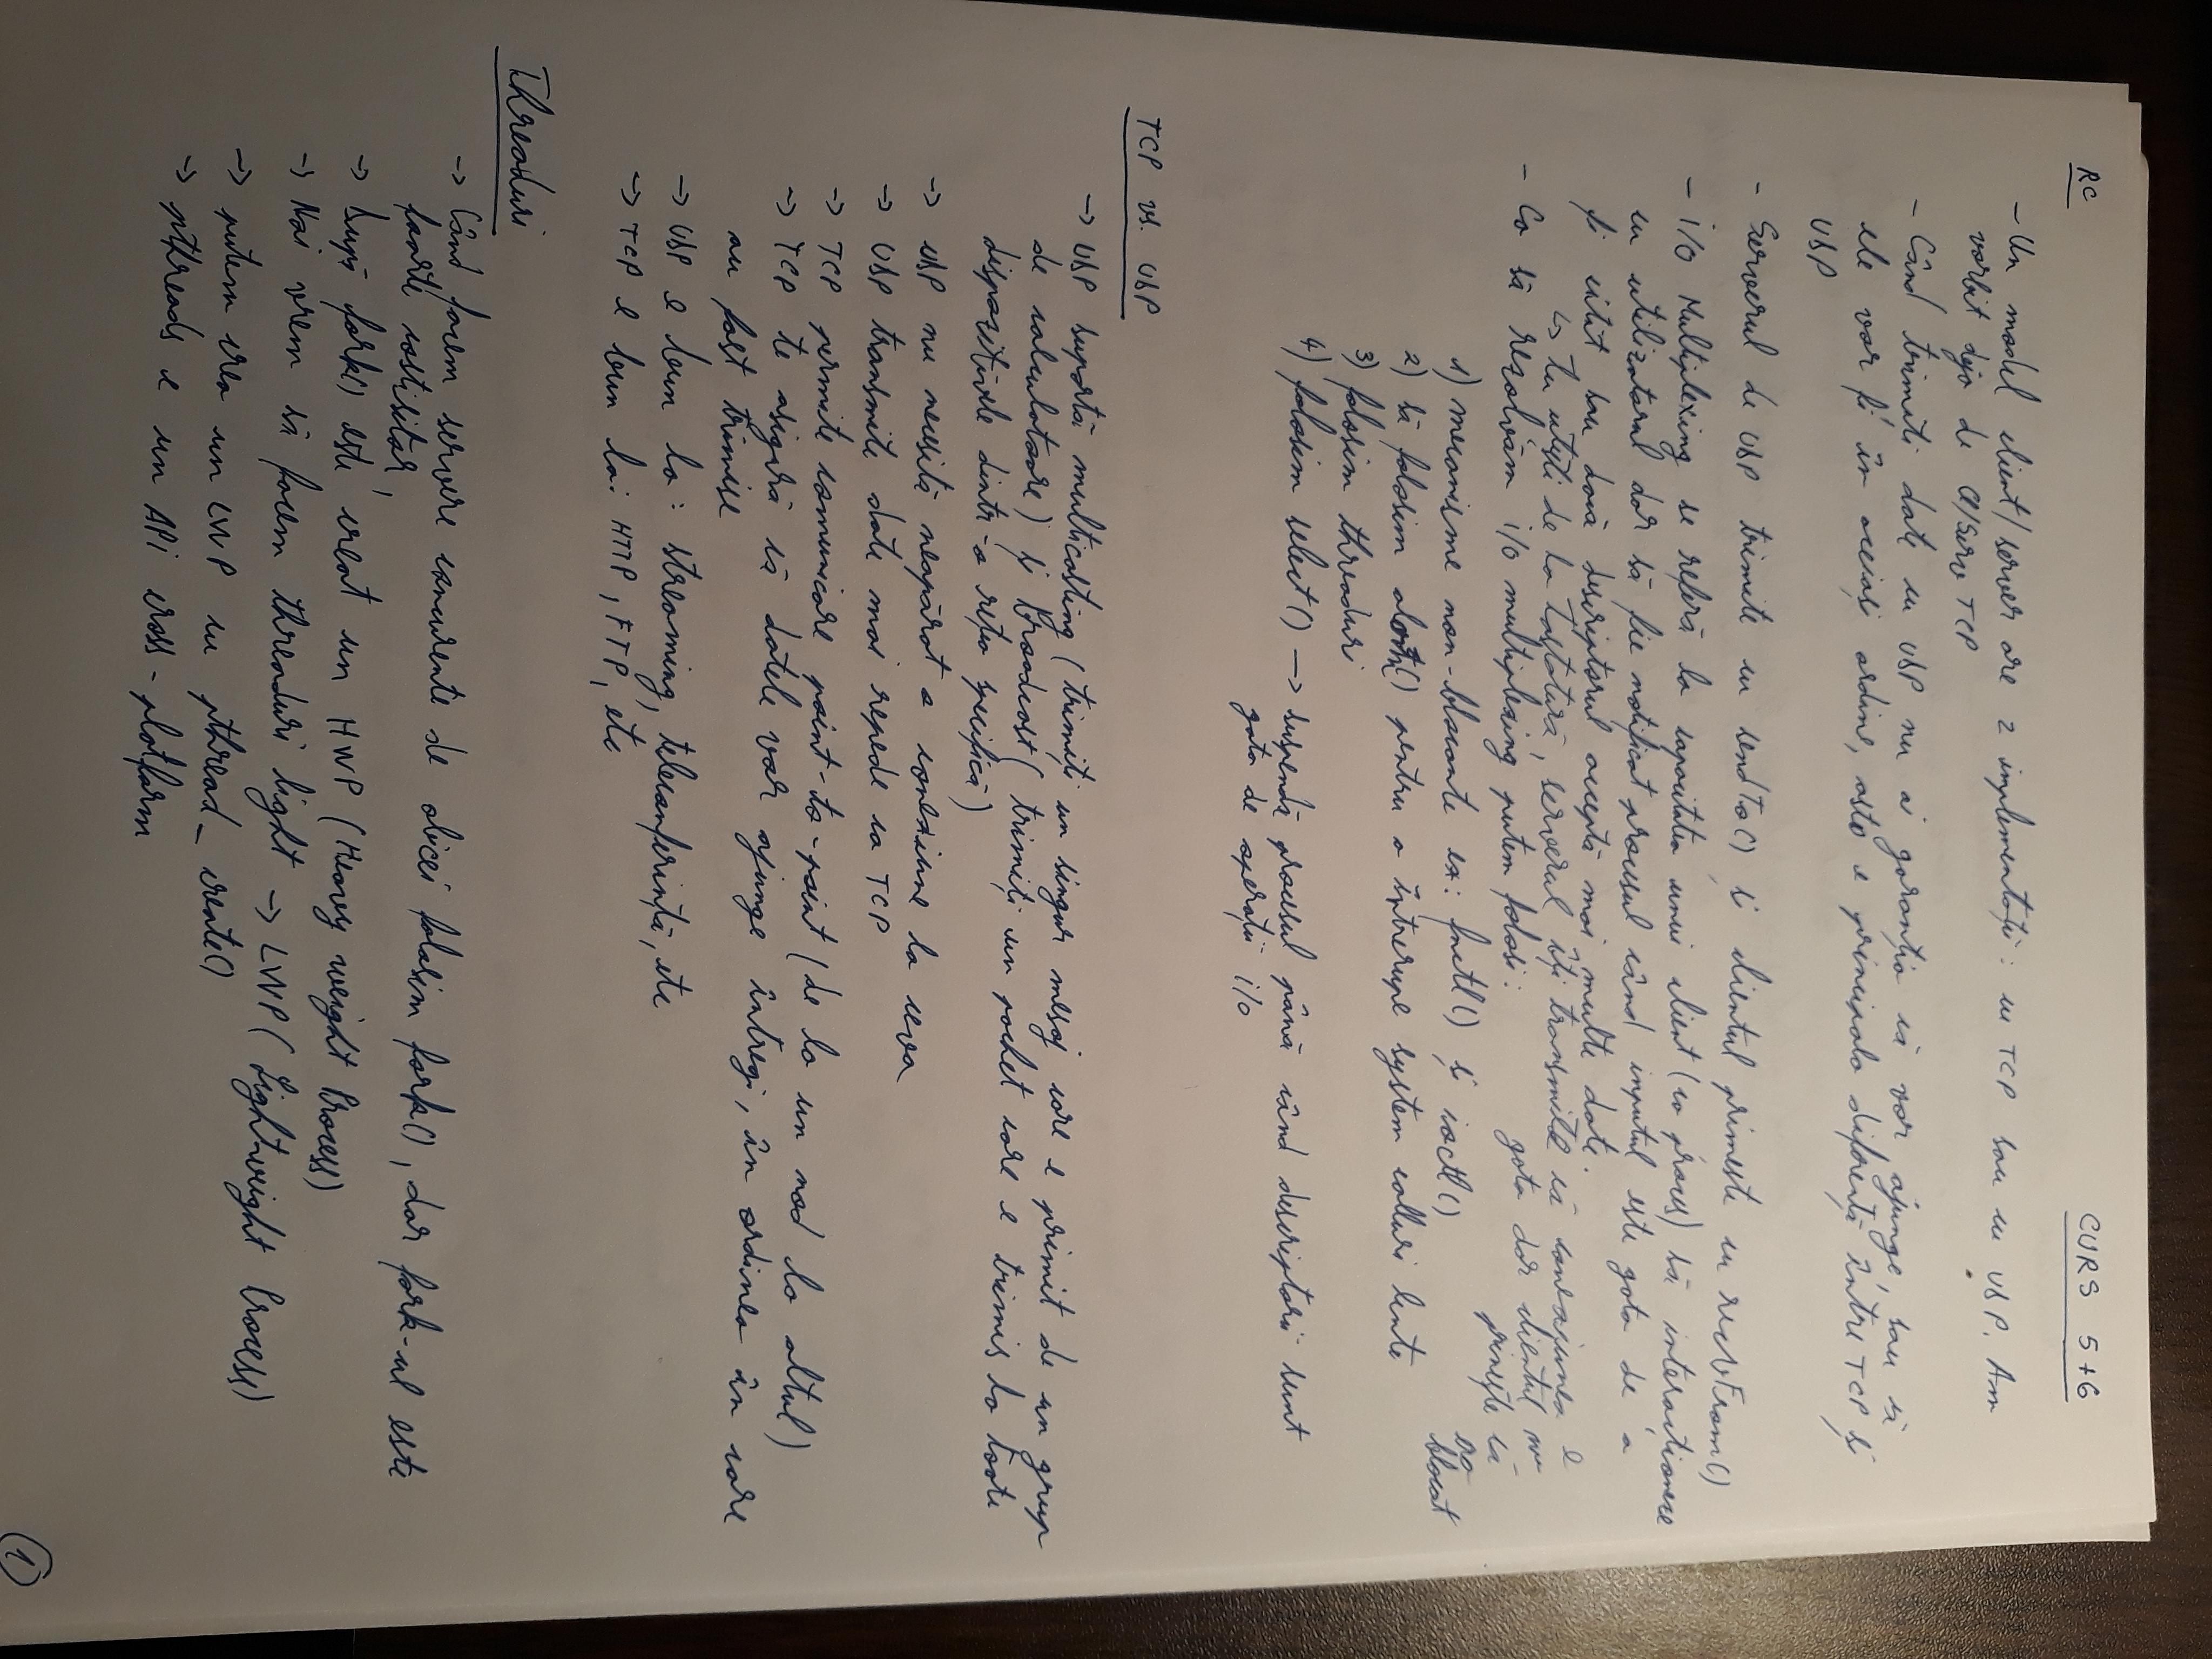 RC
CURS 5+6
- Un model client/server are 2 implementații: cu TCP sau cu UDP. Am
vorbit deja de Cl/Serv TCP
- Când trimiți date cu UDP nu ai garanția că vor ajunge, sau că
ele vor fi în aceiași ordine, asta e principala diferență între TCP și
UDP
- Serverul de UDP trimite cu sendTo() și clientul primește cu recvFrom()
- i/o Multiplexing se referă la capacitatea unui client (ca proces) să interacționeze
cu utilizatorul dar să fie notificat procesul când inputul este gata de a
fi citit sau dacă descriptorul acceptă mai multe date.
↳ tu citești de la tastatură, serverul îți transmite că conexiunea e
gata dar clientul nu
primește că
blocat
- Ca să rezolvăm i/o multiplexing putem folosi:
1) mecanisme non-blocante ex: fnctl() și ioctl()
2) să folosim alarm() pentru a întrerupe system calluri lente
3) folosim threaduri
4) folosim select() -> suspendă procesul până când descriptorii sunt
gata de operații i/o
TCP vs. UDP
-> UDP suportă multicasting (trimiți un singur mesaj care e primit de un grup
de calculatoare) și Broadcast (trimiți un pachet care e trimis la toate
dispozitivele dintr-o rețea specifică)
-> UDP nu necesită neapărat o conexiune la ceva
-> UDP transmite date mai repede ca TCP
-> TCP permite comunicare point-to-point (de la un nod la altul)
-> TCP te asigură că datele vor ajunge întregi, în ordinea în care
au fost trimise
-> UDP e bun la: streaming, teleconferință, etc
-> TCP e bun la: HTTP, FTP, etc
Threaduri
-> Când facem servere concurente de obicei folosim fork(), dar fork-ul este
foarte costisitor,
-> După fork() este creat un HWP (Heavy weight Process)
-> Noi vrem să facem threaduri light -> LWP (Lightweight Process)
-> putem crea un LWP cu pthread_create()
-> pthreads e un APi cross-platform
1